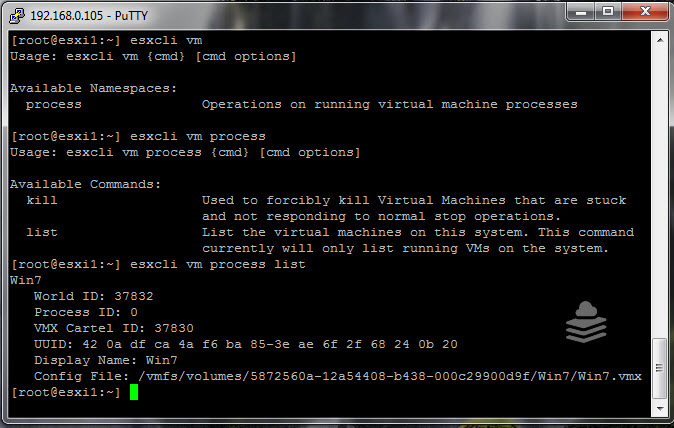 192.168.0.105 - PuTTY
[root@esxi1:~] esxcli vm
Usage: esxcli vm {cmd} [cmd options]
Available Namespaces:
process Operations on running virtual machine processes
[root@esxi1:~] esxcli vm process
Usage: esxcli vm process {cmd} [cmd options]
Available Commands:
kill Used to forcibly kill Virtual Machines that are stuck
and not responding to normal stop operations.
list List the virtual machines on this system. This command
currently will only list running VMs on the system.
[root@esxi1:~] esxcli vm process list
Win7
World ID: 37832
Process ID: 0
VMX Cartel ID: 37830
UUID: 42 0a df ca 4a f6 ba 85-3e ae 6f 2f 68 24 0b 20
Display Name: Win7
Config File: /vmfs/volumes/5872560a-12a54408-b438-000c29900d9f/Win7/Win7.vmx
[root@esxi1:~]